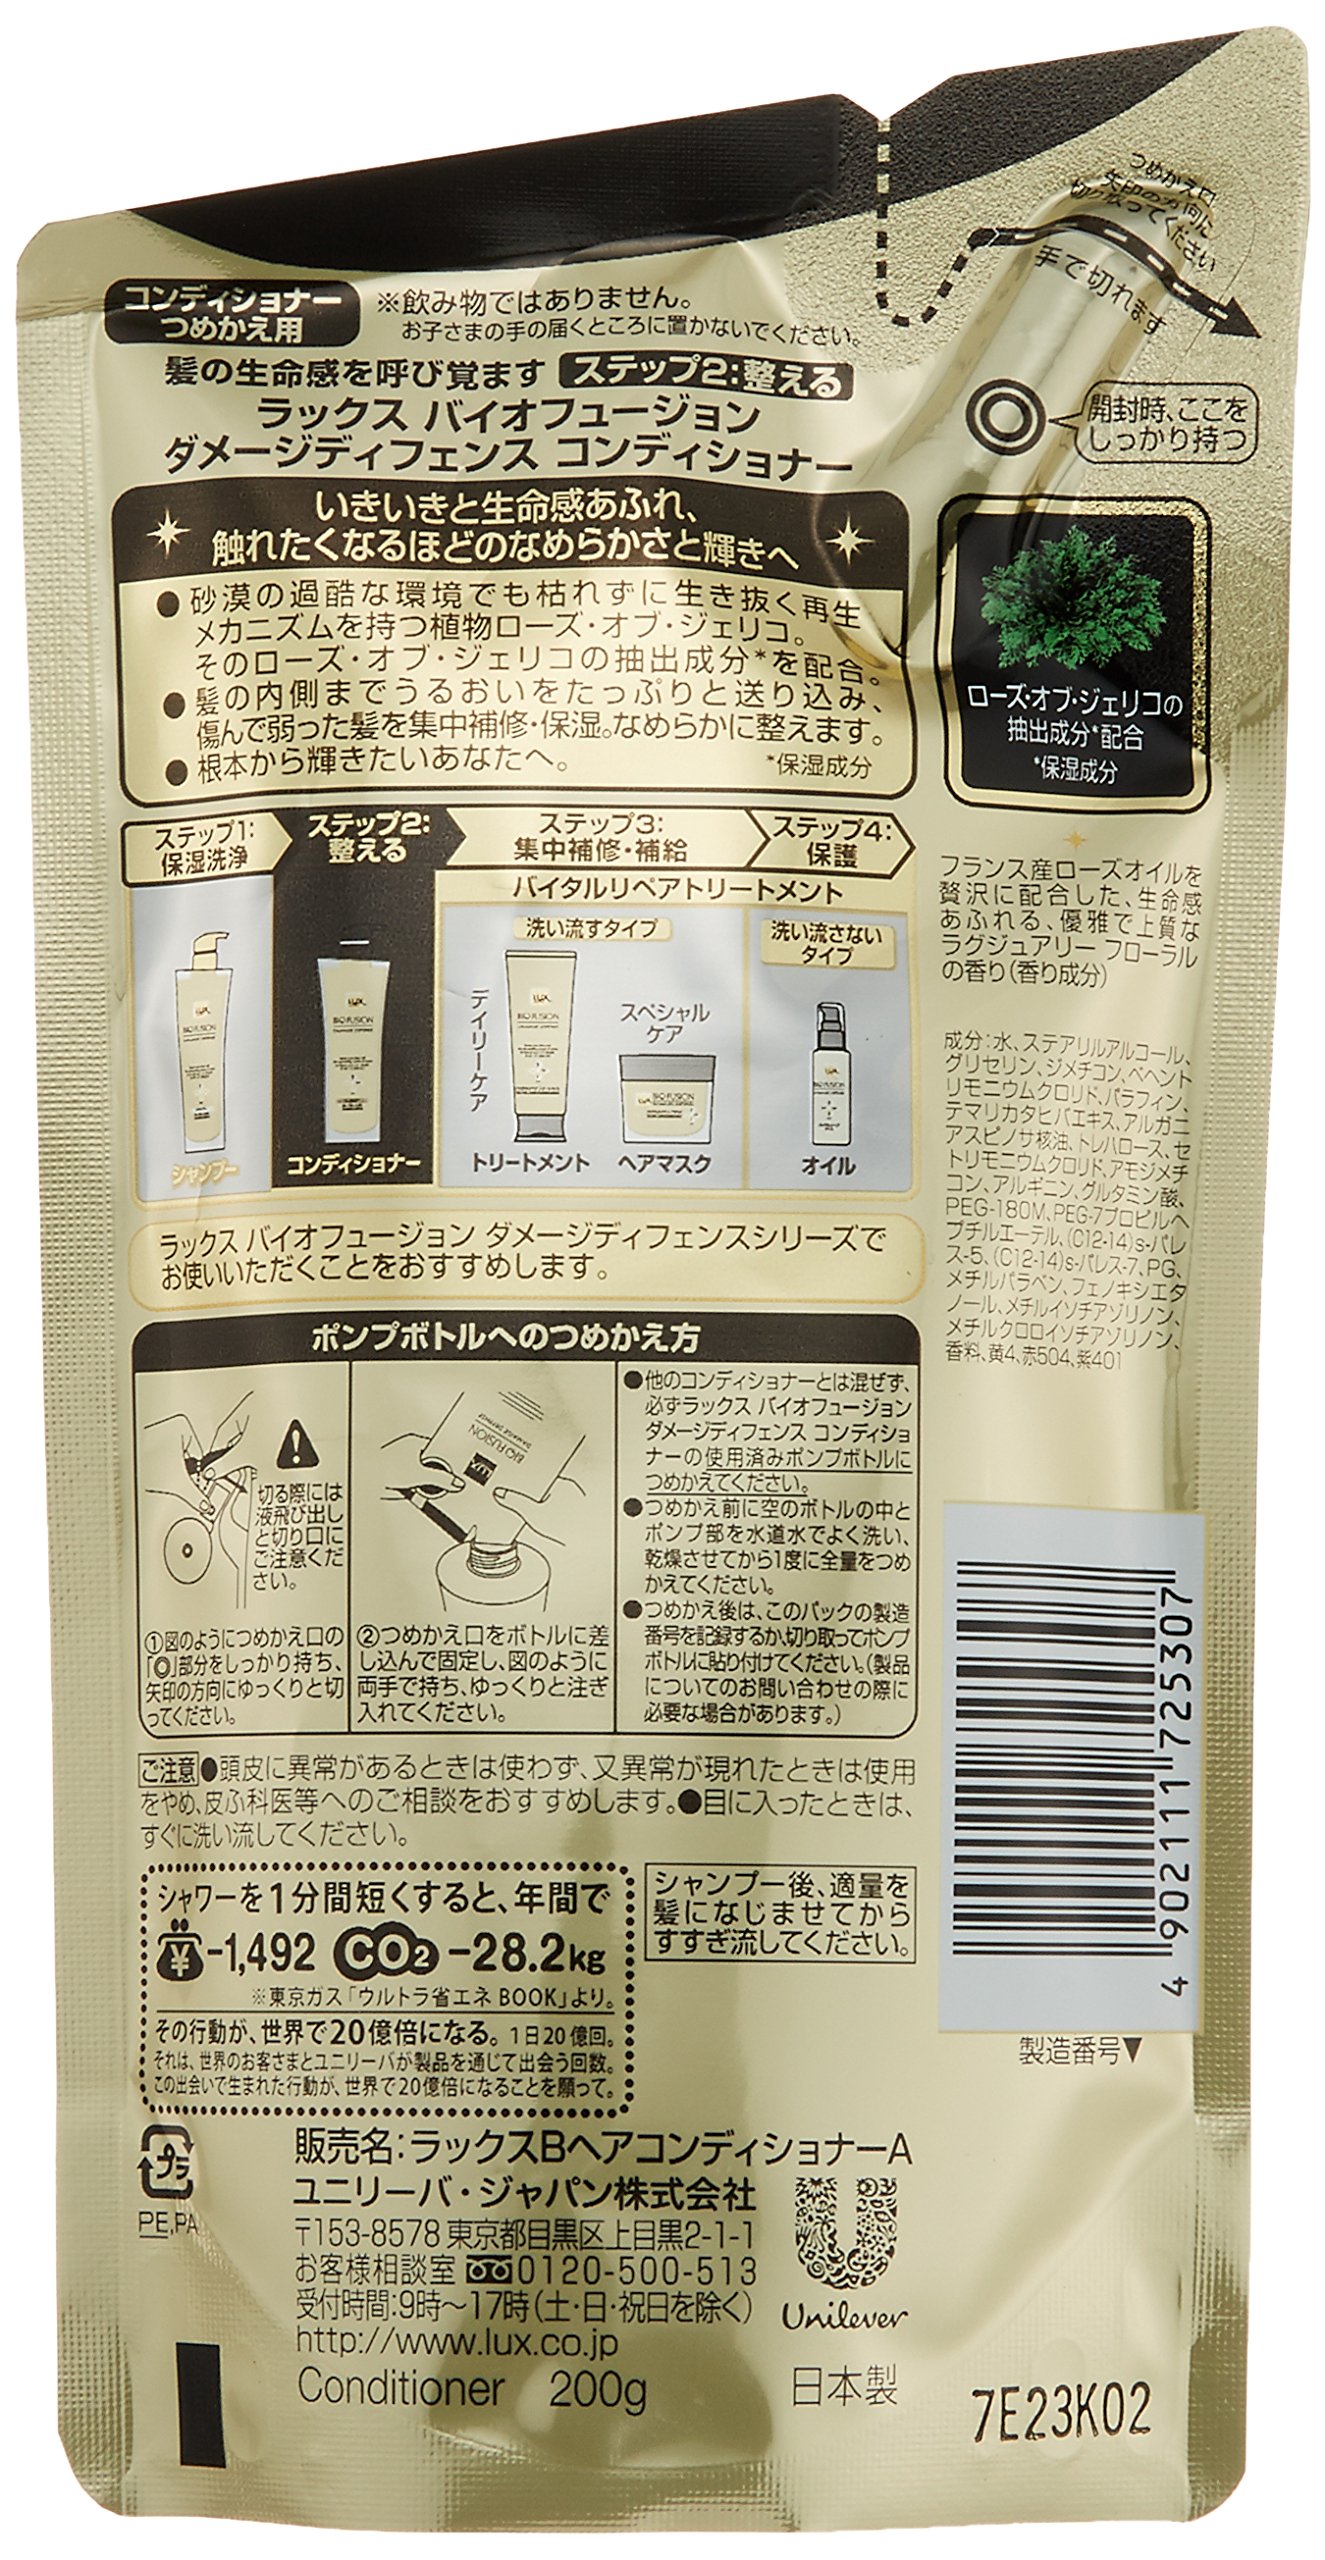 つめかえ口
矢印の方向に
切り放ってください
手で切れます
コンディショナー
つめかえ用
※飲み物ではありません。
お子さまの手の届くところに置かないでください。
髪の生命感を呼び覚ます ステップ2:整える
ラックス バイオフュージョン
ダメージディフェンス コンディショナー
開封時、ここを
しっかり持つ
いきいきと生命感あふれ、
触れたくなるほどのなめらかさと輝きへ
●砂漠の過酷な環境でも枯れずに生き抜く再生
メカニズムを持つ植物ローズ・オブ・ジェリコ。
そのローズ・オブ・ジェリコの抽出成分*を配合。
●髪の内側までうるおいをたっぷりと送り込み、
傷んで弱った髪を集中補修・保湿。なめらかに整えます。
●根本から輝きたいあなたへ。 *保湿成分
ローズ・オブ・ジェリコの
抽出成分*配合
*保湿成分
ステップ1:
保湿洗浄
ステップ2:
整える
ステップ3:
集中補修・補給
ステップ4:
保護
バイタルリペアトリートメント
洗い流すタイプ
洗い流さない
タイプ
デイリーケア
スペシャル
ケア
LUX
BIO FUSION
LUX
BIO FUSION
LUX
BIO FUSION
LUX
BIO FUSION
LUX
BIO FUSION
シャンプー
コンディショナー
トリートメント
ヘアマスク
オイル
フランス産ローズオイルを
贅沢に配合した、生命感
あふれる、優雅で上質な
ラグジュアリー フローラル
の香り(香り成分)
成分:水、ステアリルアルコール、
グリセリン、ジメチコン、ベヘント
リモニウムクロリド、パラフィン、
テマリカタヒバエキス、アルガニ
アスピノサ核油、トレハロース、セ
トリモニウムクロリド、アモジメチ
コン、アルギニン、グルタミン酸、
PEG-180M、PEG-7プロピルヘ
プチルエーテル、(C12-14)s-パレ
ス-5、(C12-14)s-パレス-7、PG、
メチルパラベン、フェノキシエタ
ノール、メチルイソチアゾリノン、
メチルクロロイソチアゾリノン、
香料、黄4、赤504、紫401
ラックス バイオフュージョン ダメージディフェンスシリーズで
お使いいただくことをおすすめします。
ポンプボトルへのつめかえ方
切る際には
液飛び出し
と切り口に
ご注意くだ
さい。
①図のようにつめかえ口の
「◎」部分をしっかり持ち、
矢印の方向にゆっくりと切
ってください。
LUX
BIO FUSION
DAMAGE DEFENSE
②つめかえ口をボトルに差
し込んで固定し、図のように
両手で持ち、ゆっくりと注ぎ
入れてください。
●他のコンディショナーとは混ぜず、
必ずラックス バイオフュージョン
ダメージディフェンス コンディショ
ナーの使用済みポンプボトルに
つめかえてください。
●つめかえ前に空のボトルの中と
ポンプ部を水道水でよく洗い、
乾燥させてから1度に全量をつめ
かえてください。
●つめかえ後は、このパックの製造
番号を記録するか、切り取ってポンプ
ボトルに貼り付けてください。(製品
についてのお問い合わせの際に
必要な場合があります。)
ご注意●頭皮に異常があるときは使わず、又異常が現れたときは使用
をやめ、皮ふ科医等へのご相談をおすすめします。●目に入ったときは、
すぐに洗い流してください。
シャワーを1分間短くすると、年間で
¥-1,492 CO2-28.2kg
※東京ガス「ウルトラ省エネ BOOK」より。
その行動が、世界で20億倍になる。1日20億回。
それは、世界のお客さまとユニリーバが製品を通じて出会う回数。
この出会いで生まれた行動が、世界で20億倍になることを願って。
シャンプー後、適量を
髪になじませてから
すすぎ流してください。
4 902111 725307
製造番号▼
プラ
PE,PA
販売名:ラックスBヘアコンディショナーA
ユニリーバ・ジャパン株式会社
〒153-8578 東京都目黒区上目黒2-1-1
お客様相談室 0120-500-513
受付時間:9時~17時(土・日・祝日を除く)
http://www.lux.co.jp
Conditioner 200g
Unilever
日本製
7E23K02